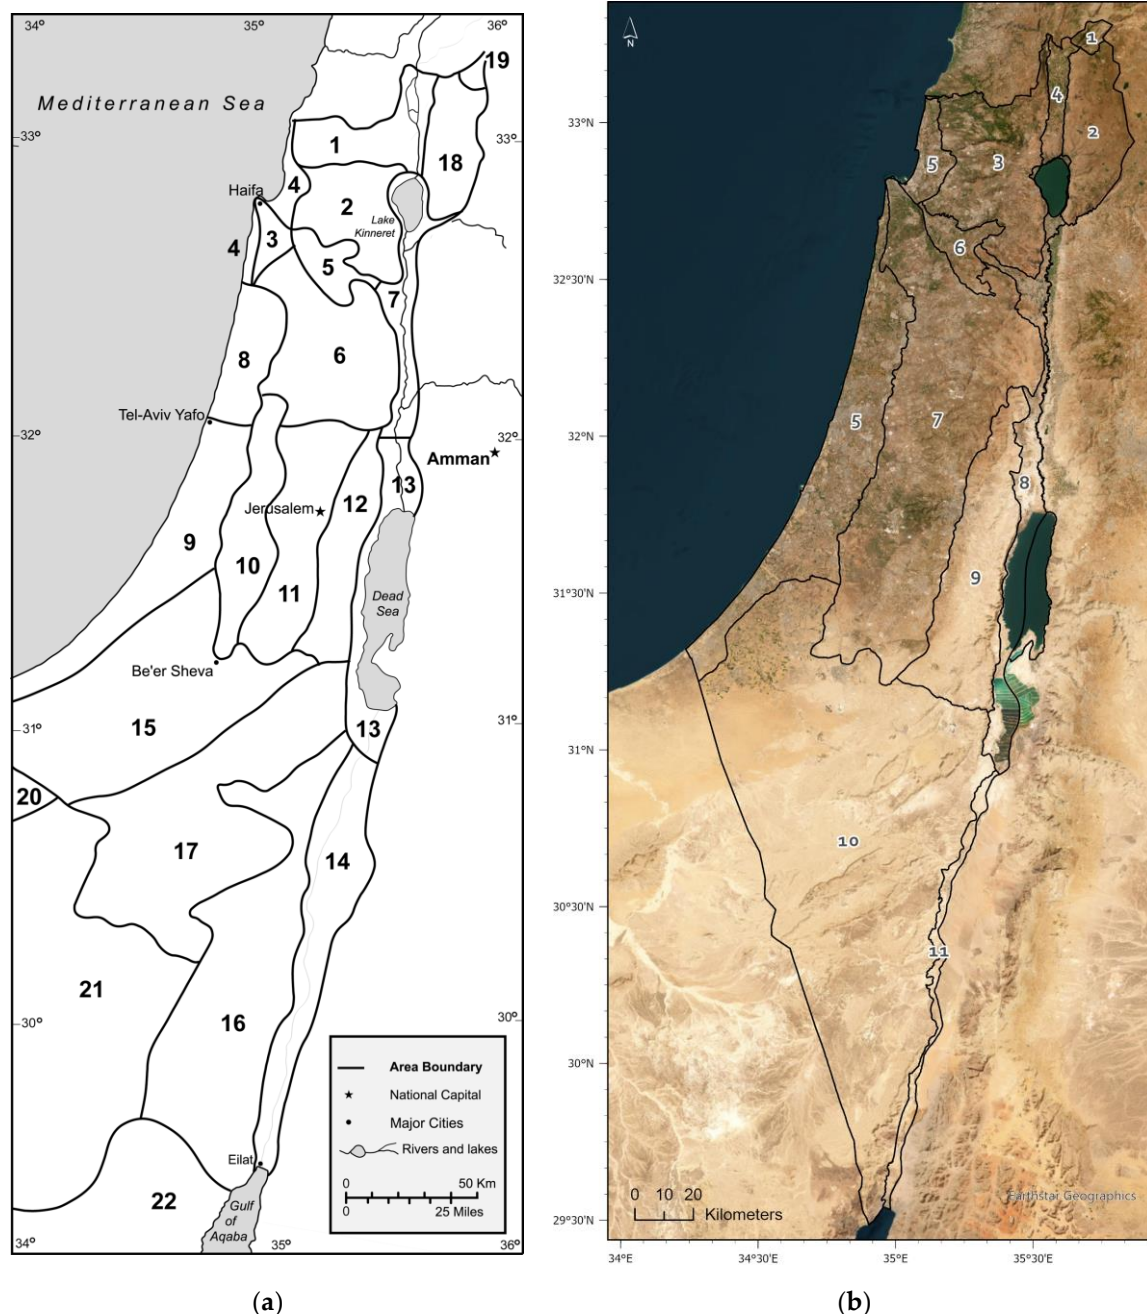 34°
35°
36°
19
Mediterranean Sea
33°
33°
1
18
4
Haifa
2
Lake
Kinneret
3
4
5
7
8
6
Tel-Aviv Yafo
32°
32°
Amman
13
12
Jerusalem
9
10
11
Dead
Sea
Be'er Sheva
31°
31°
15
13
20
17
14
21
16
30°
30°
Area Boundary
National Capital
Major Cities
Rivers and lakes
Eilat
0 50 Km
0 25 Miles
22
Gulf
of
Aqaba
34°
35°
36°
(a)
N
1
4
2
33°N
5
3
6
32°30'N
5
7
32°N
8
9
31°30'N
31°N
10
30°30'N
11
30°N
Earthstar Geographics
0 10 20
Kilometers
29°30'N
34°E
34°30'E
35°E
35°30'E
(b)